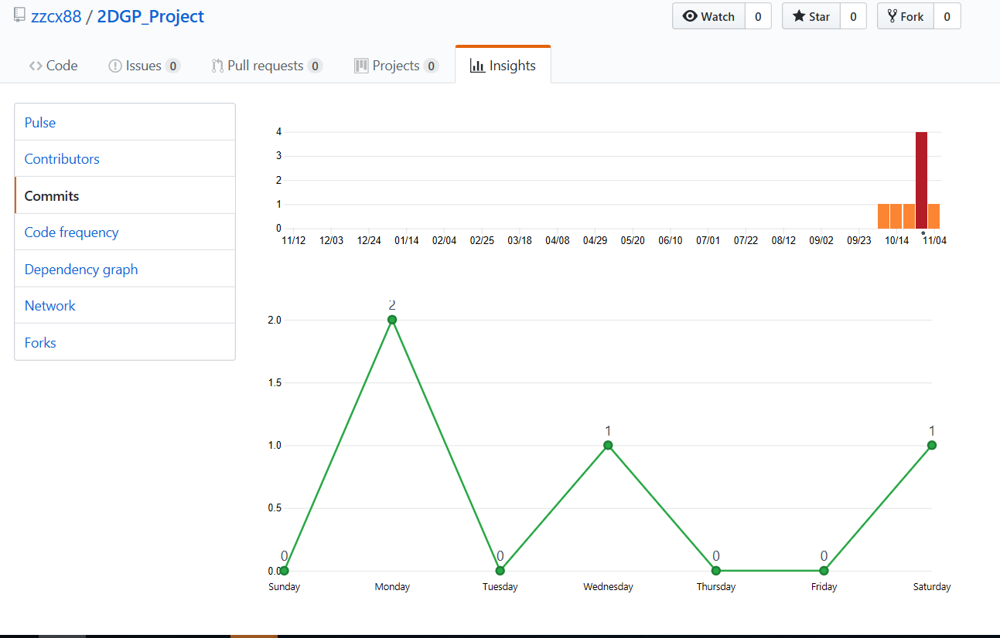 zzcx88 / 2DGP_Project
Watch 0 Star 0 Fork 0
Code Issues 0 Pull requests 0 Projects 0 Insights
Pulse
Contributors
Commits
Code frequency
Dependency graph
Network
Forks
4
3
2
1
0
11/12 12/03 12/24 01/14 02/04 02/25 03/18 04/08 04/29 05/20 06/10 07/01 07/22 08/12 09/02 09/23 10/14 11/04
2
2.0
1.5
1 1
1.0
0.5
0 0 0 0
0.0
Sunday Monday Tuesday Wednesday Thursday Friday Saturday